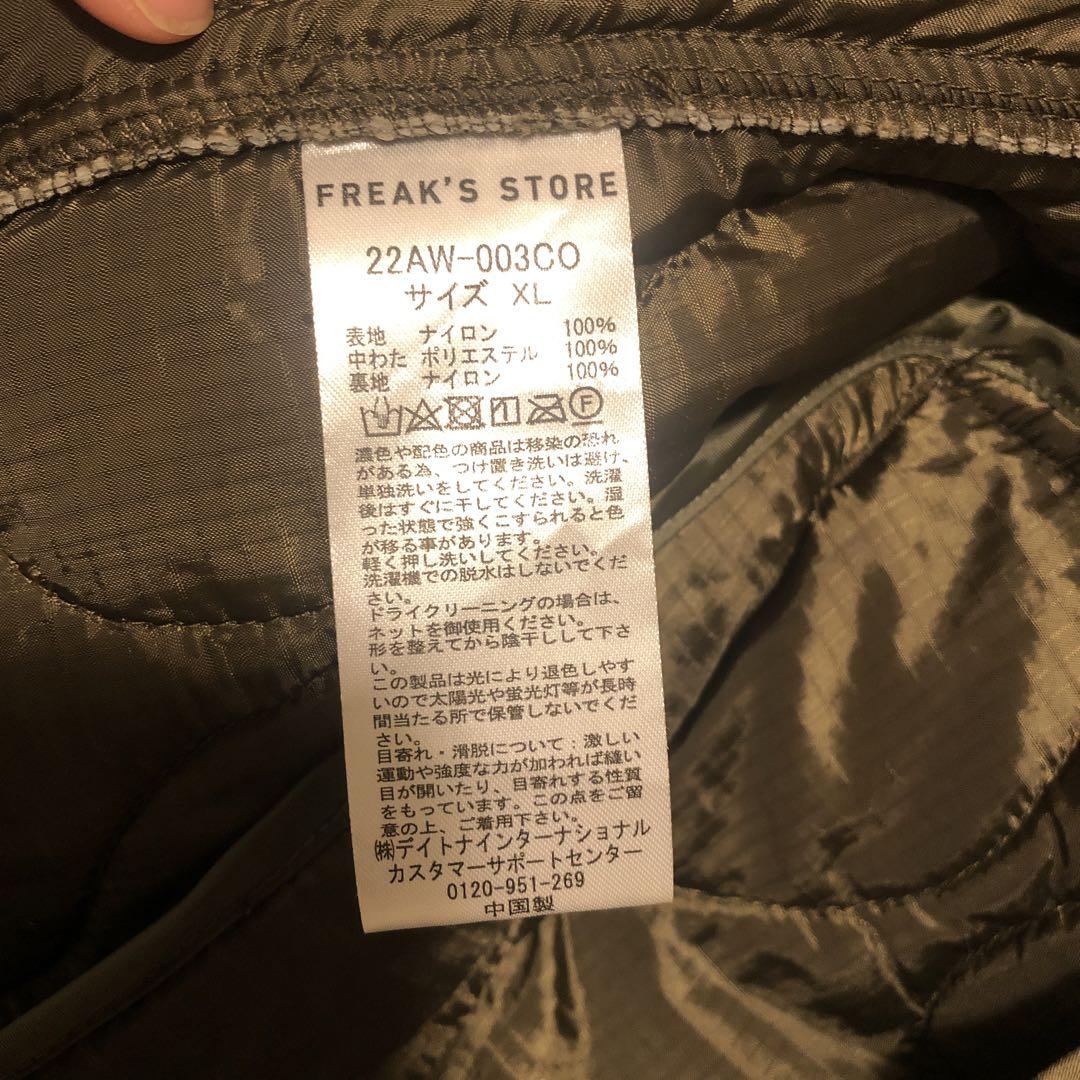 FREAK'S STORE
22AW-003CO
サイズ XL
表地 ナイロン 100%
中わた ポリエステル 100%
裏地 ナイロン 100%
F
濃色や配色の商品は移染の恐れ
がある為、つけ置き洗いは避け、
単独洗いをしてください。洗濯
後はすぐに干してください。湿
った状態で強くこすられると色
が移る事があります。
軽く押し洗いしてください。
洗濯機での脱水はしないでくだ
さい。
ドライクリーニングの場合は、
ネットを御使用ください。
形を整えてから陰干しして下さ
い。
この製品は光により退色しやす
いので太陽光や蛍光灯等が長時
間当たる所で保管しないでくだ
さい。
目寄れ・滑脱について:激しい
運動や強度な力が加われば縫い
目が開いたり、目寄れする性質
をもっています。この点をご留
意の上、ご着用下さい。
㈱デイトナインターナショナル
カスタマーサポートセンター
0120-951-269
中国製